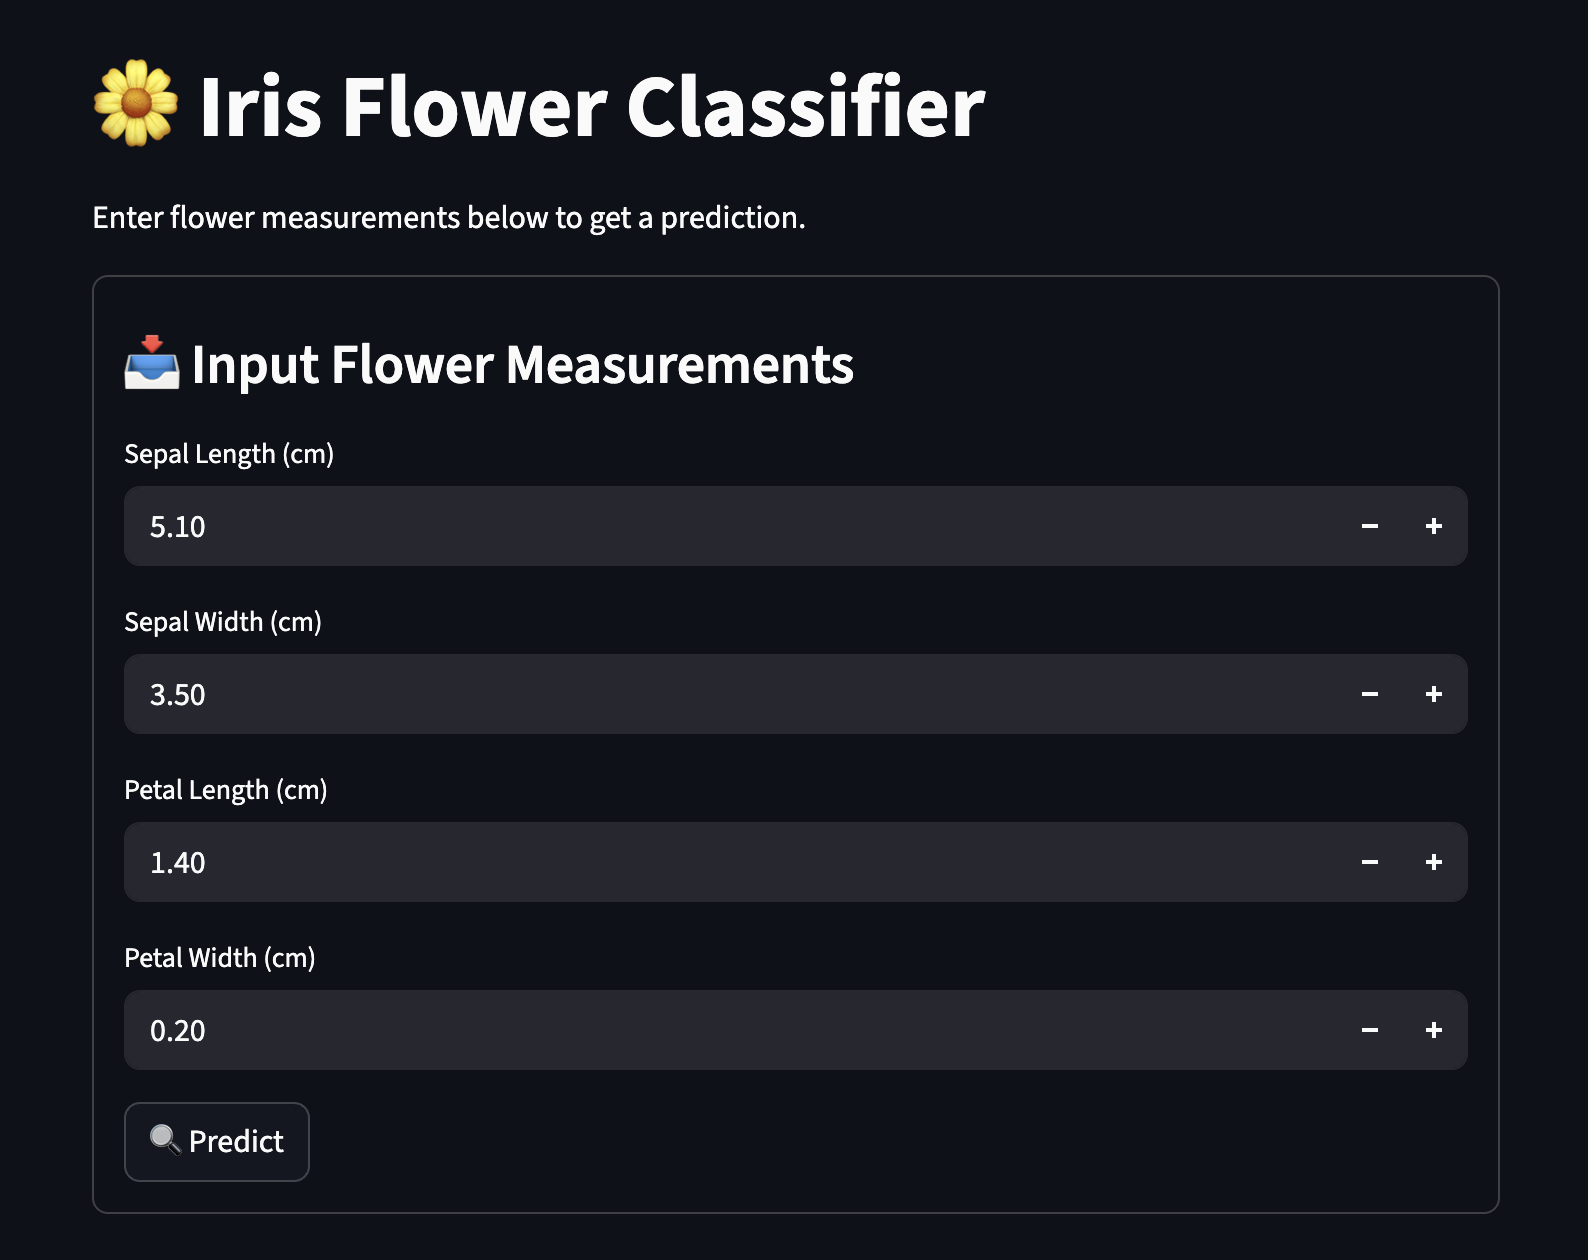 Iris Flower Classifier
Enter flower measurements below to get a prediction.
Input Flower Measurements
Sepal Length (cm)
5.10
Sepal Width (cm)
3.50
Petal Length (cm)
1.40
Petal Width (cm)
0.20
Predict